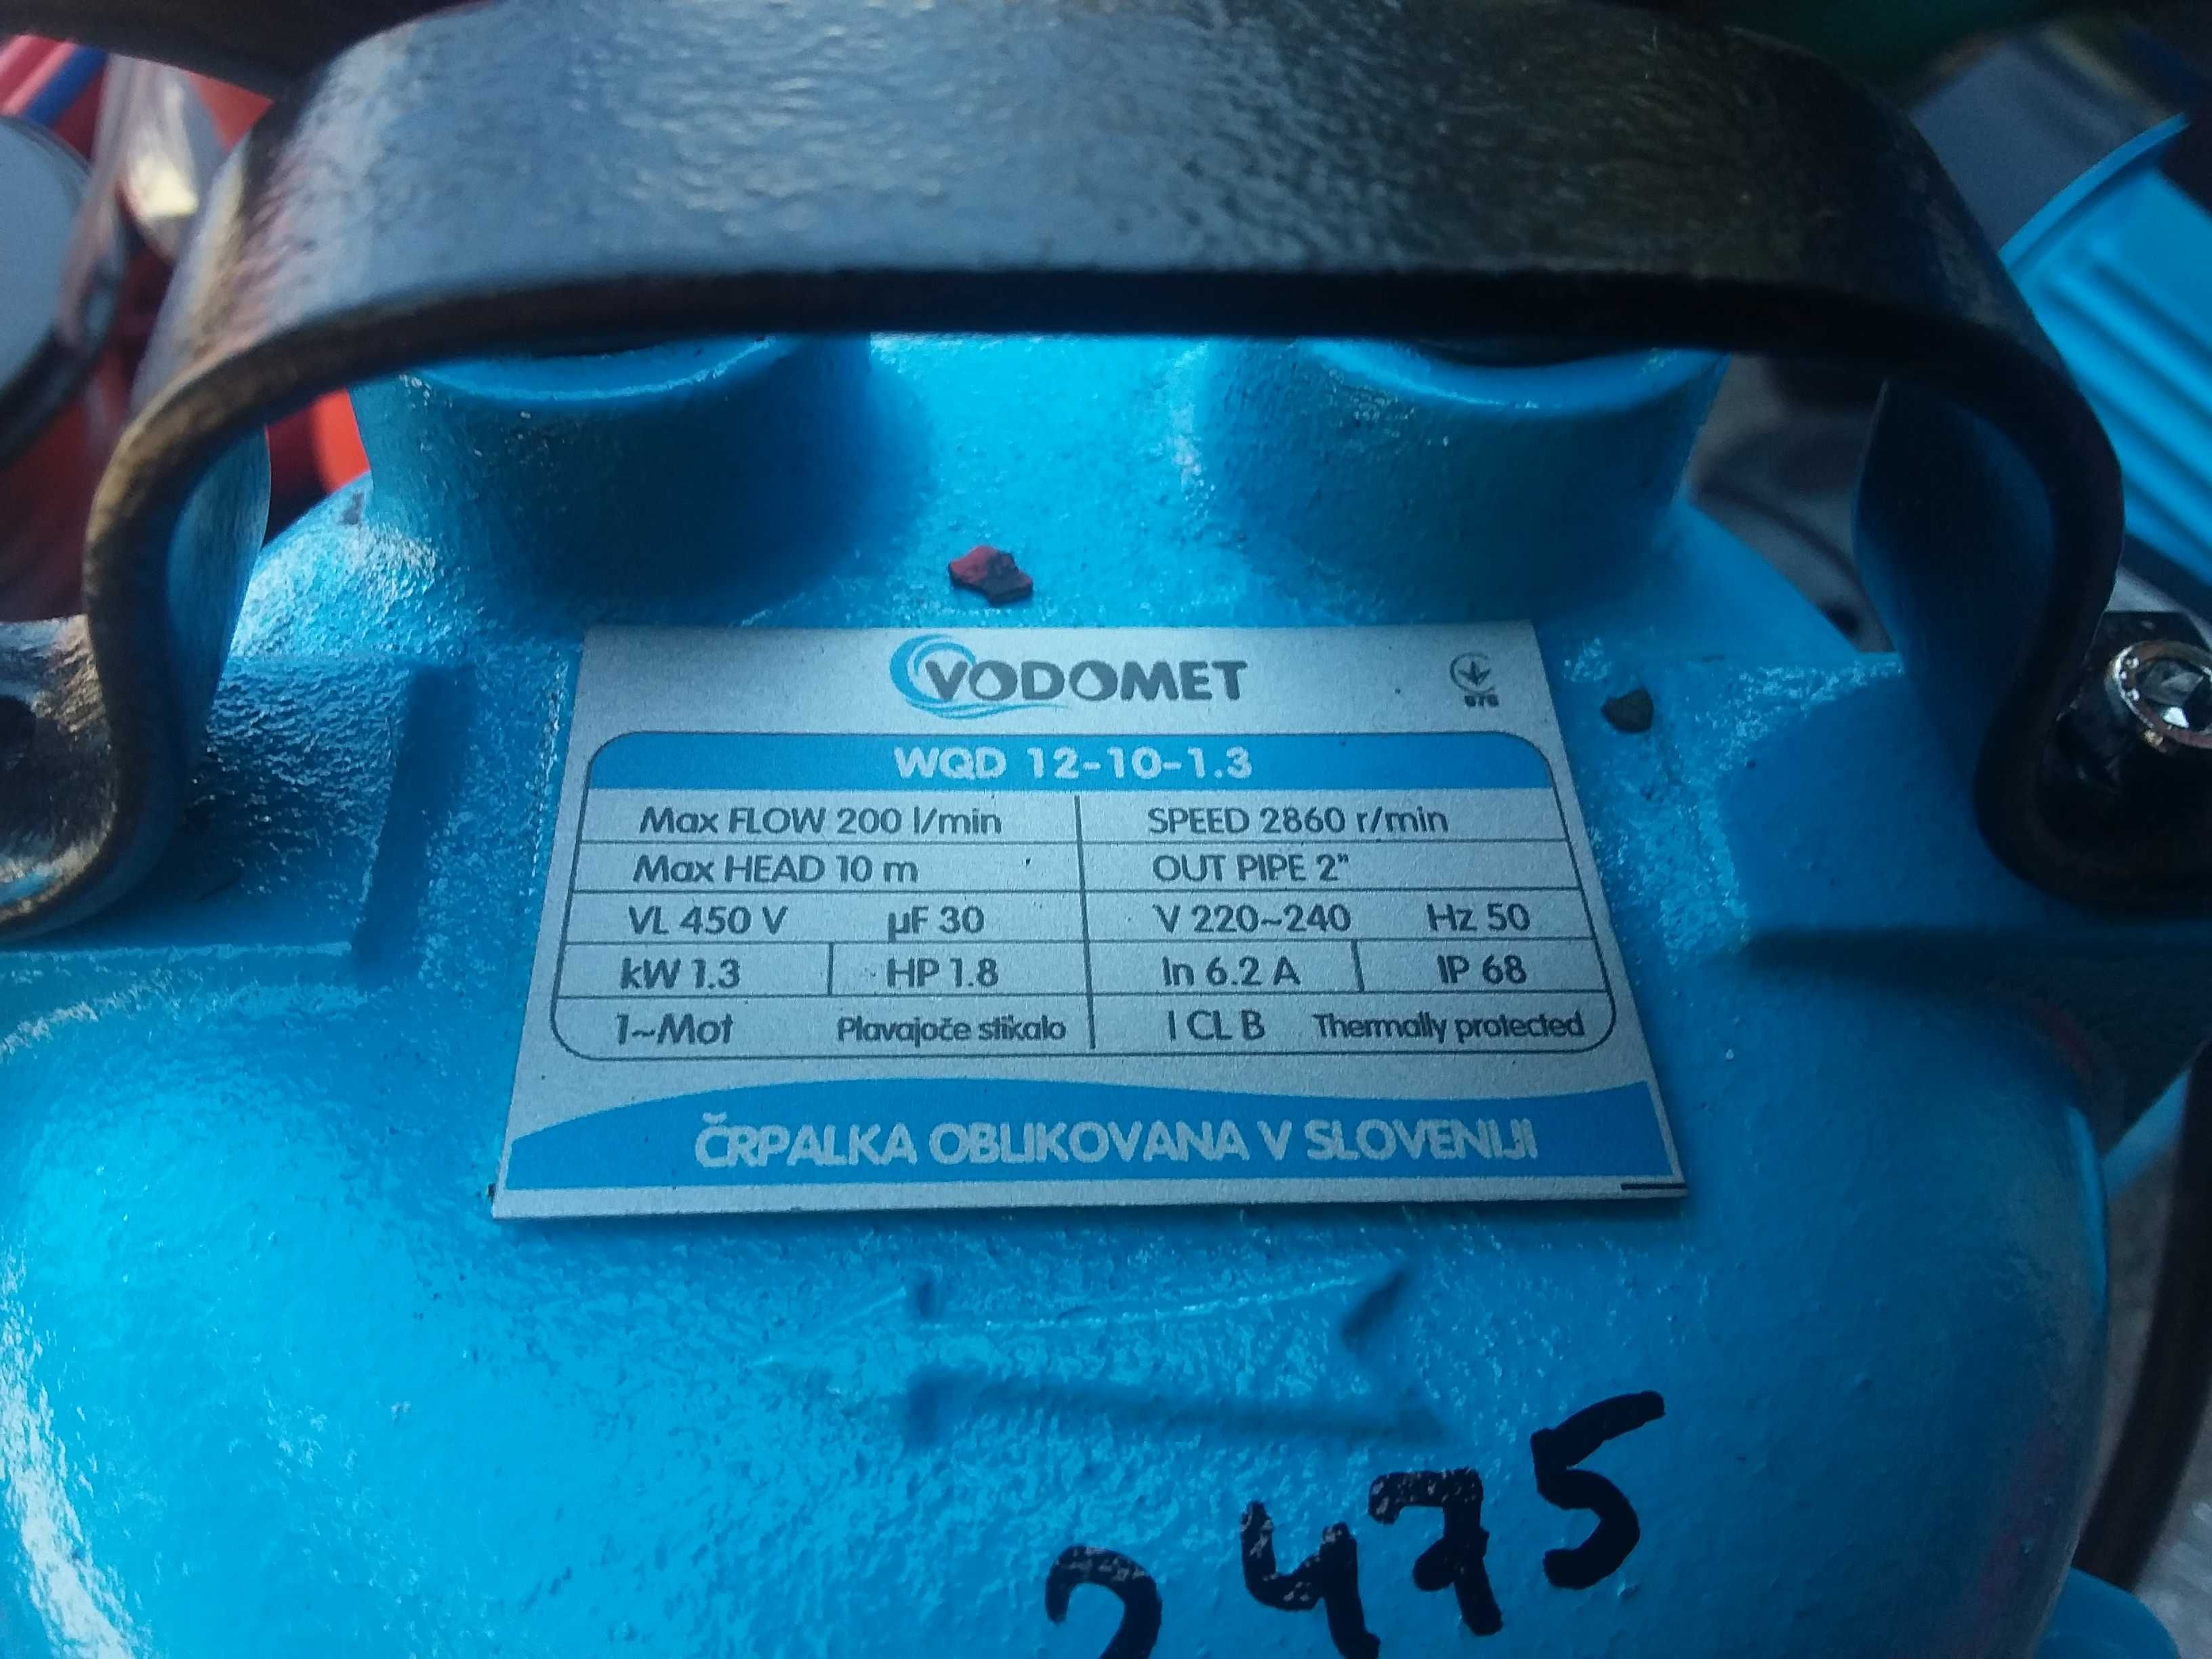 VODOMET
WQD 12-10-1.3
Max FLOW 200 l/min SPEED 2860 r/min
Max HEAD 10 m OUT PIPE 2"
VL 450 V µF 30 V 220~240 Hz 50
kW 1.3 HP 1.8 In 6.2 A IP 68
1~Mot Plavajoče stikalo I CL B Thermally protected
ČRPALKA OBLIKOVANA V SLOVENIJI
2475